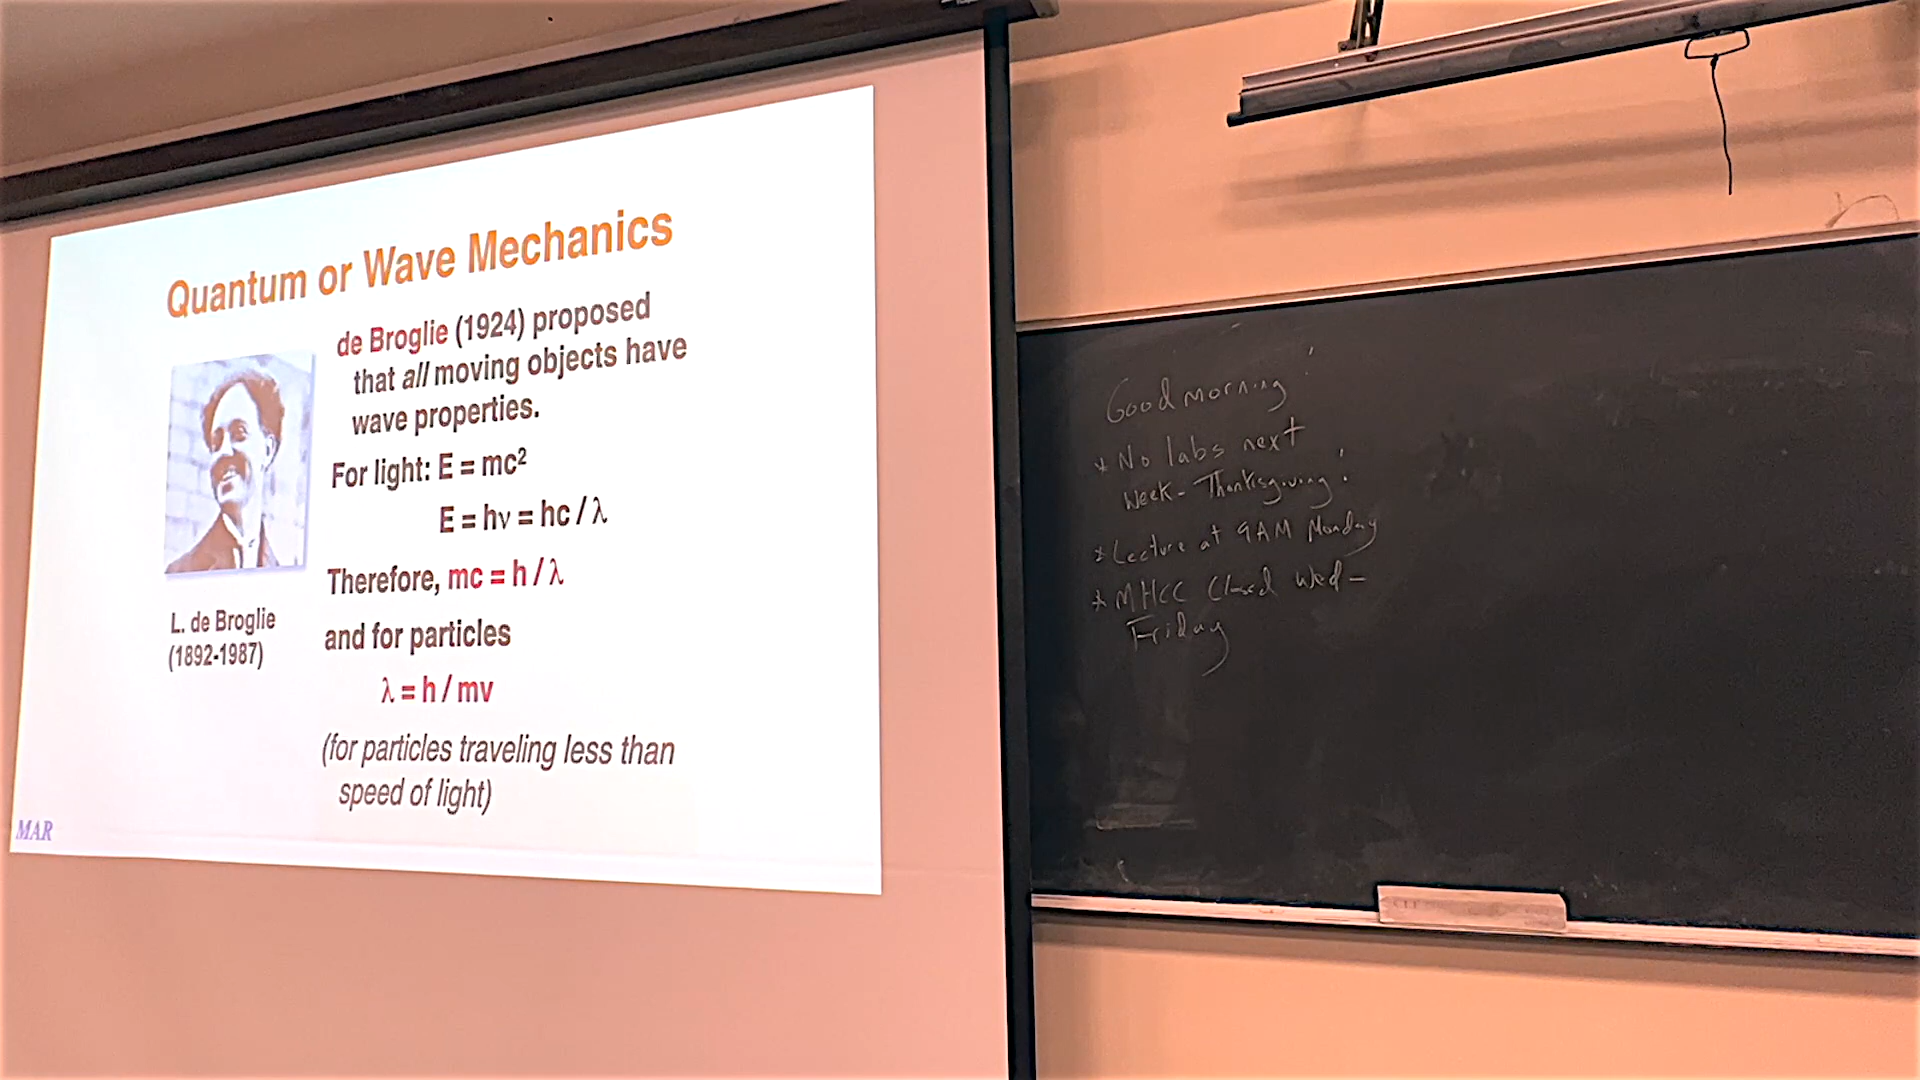 Quantum or Wave Mechanics
de Broglie (1924) proposed
that all moving objects have
wave properties.
For light: E = mc²
E = hν = hc / λ
Therefore, mc = h / λ
and for particles
λ = h / mv
(for particles traveling less than
speed of light)
L. de Broglie
(1892-1987)
MAR
Good morning!
* No labs next
Week - Thanksgiving!
* Lecture at 9AM Monday
* MHCC Closed Wed -
Friday